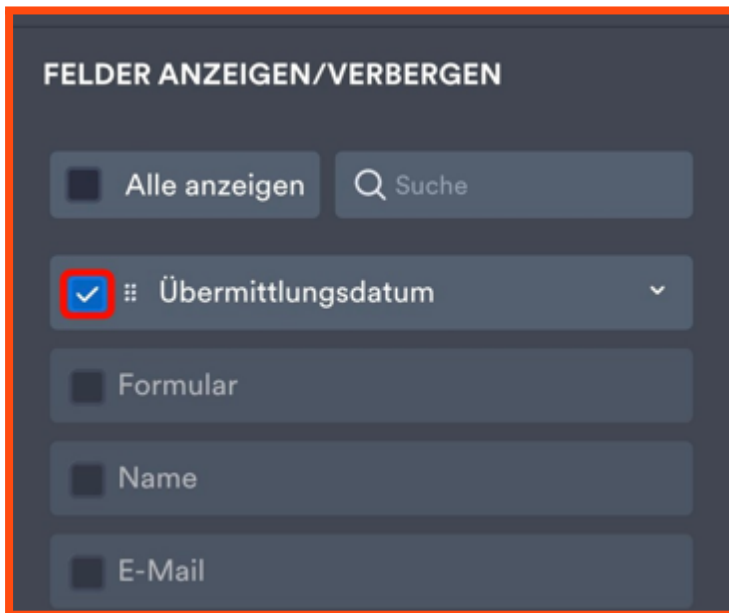 FELDER ANZEIGEN/VERBERGEN
Alle anzeigen
Suche
Übermittlungsdatum
Formular
Name
E-Mail